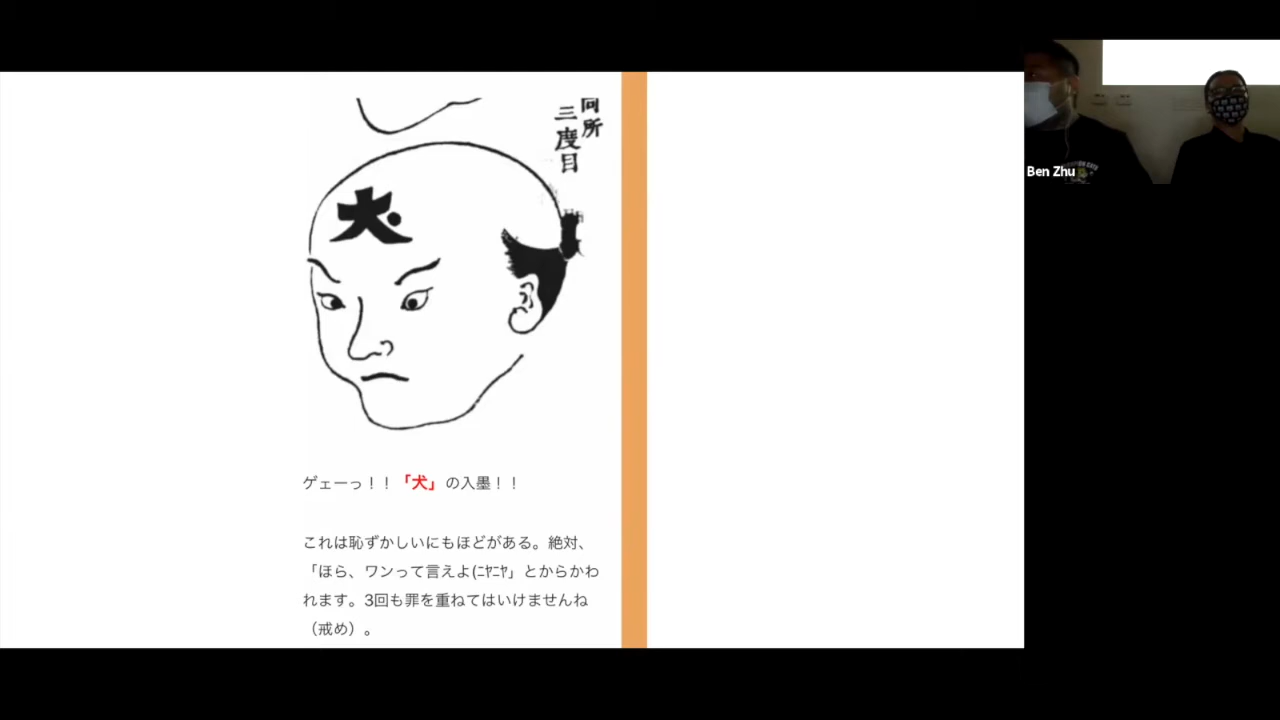 同所
三度目
犬
ゲェーっ！！「犬」の入墨！！
これは恥ずかしいにもほどがある。絶対、
「ほら、ワンって言えよ(ﾆﾔﾆﾔ」とからかわ
れます。3回も罪を重ねてはいけませんね
（戒め）。
Ben Zhu